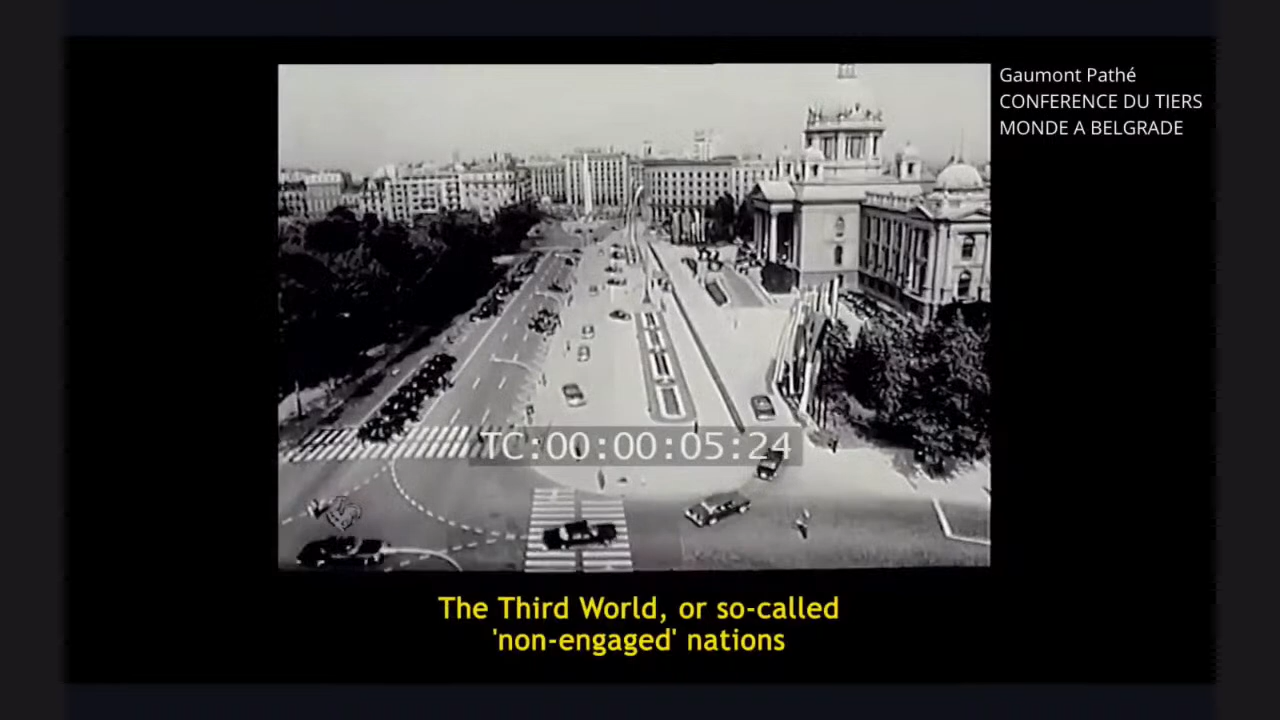 Gaumont Pathé
CONFERENCE DU TIERS
MONDE A BELGRADE
TC:00:00:05:24
The Third World, or so-called
'non-engaged' nations